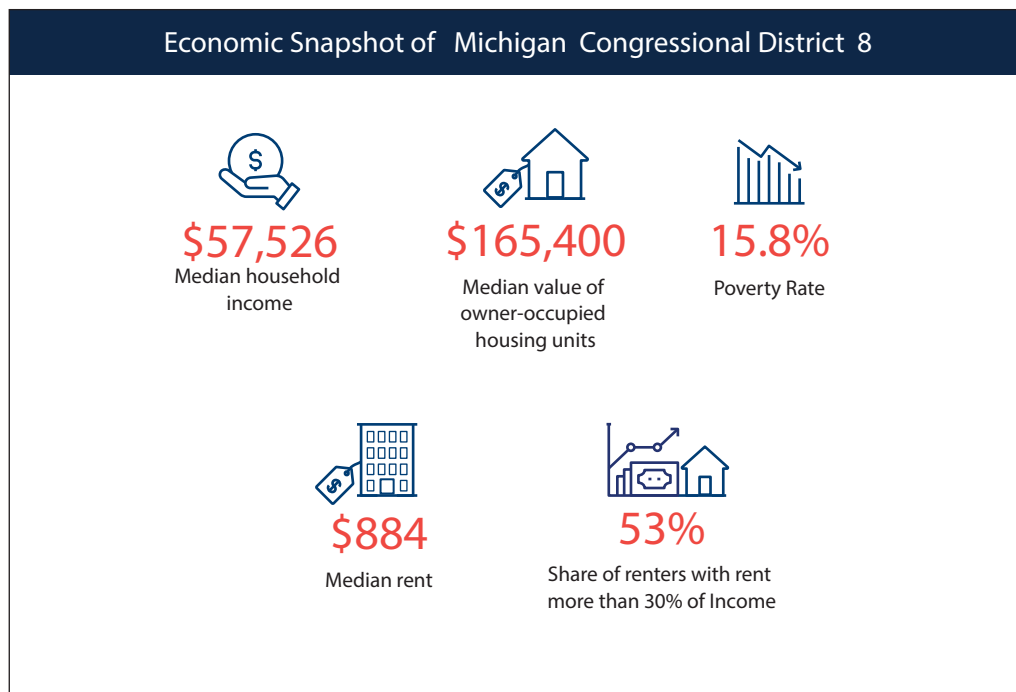 Economic Snapshot of Michigan Congressional District 8
$
$57,526
Median household
income
$
$165,400
Median value of
owner-occupied
housing units
15.8%
Poverty Rate
$
$884
Median rent
53%
Share of renters with rent
more than 30% of Income